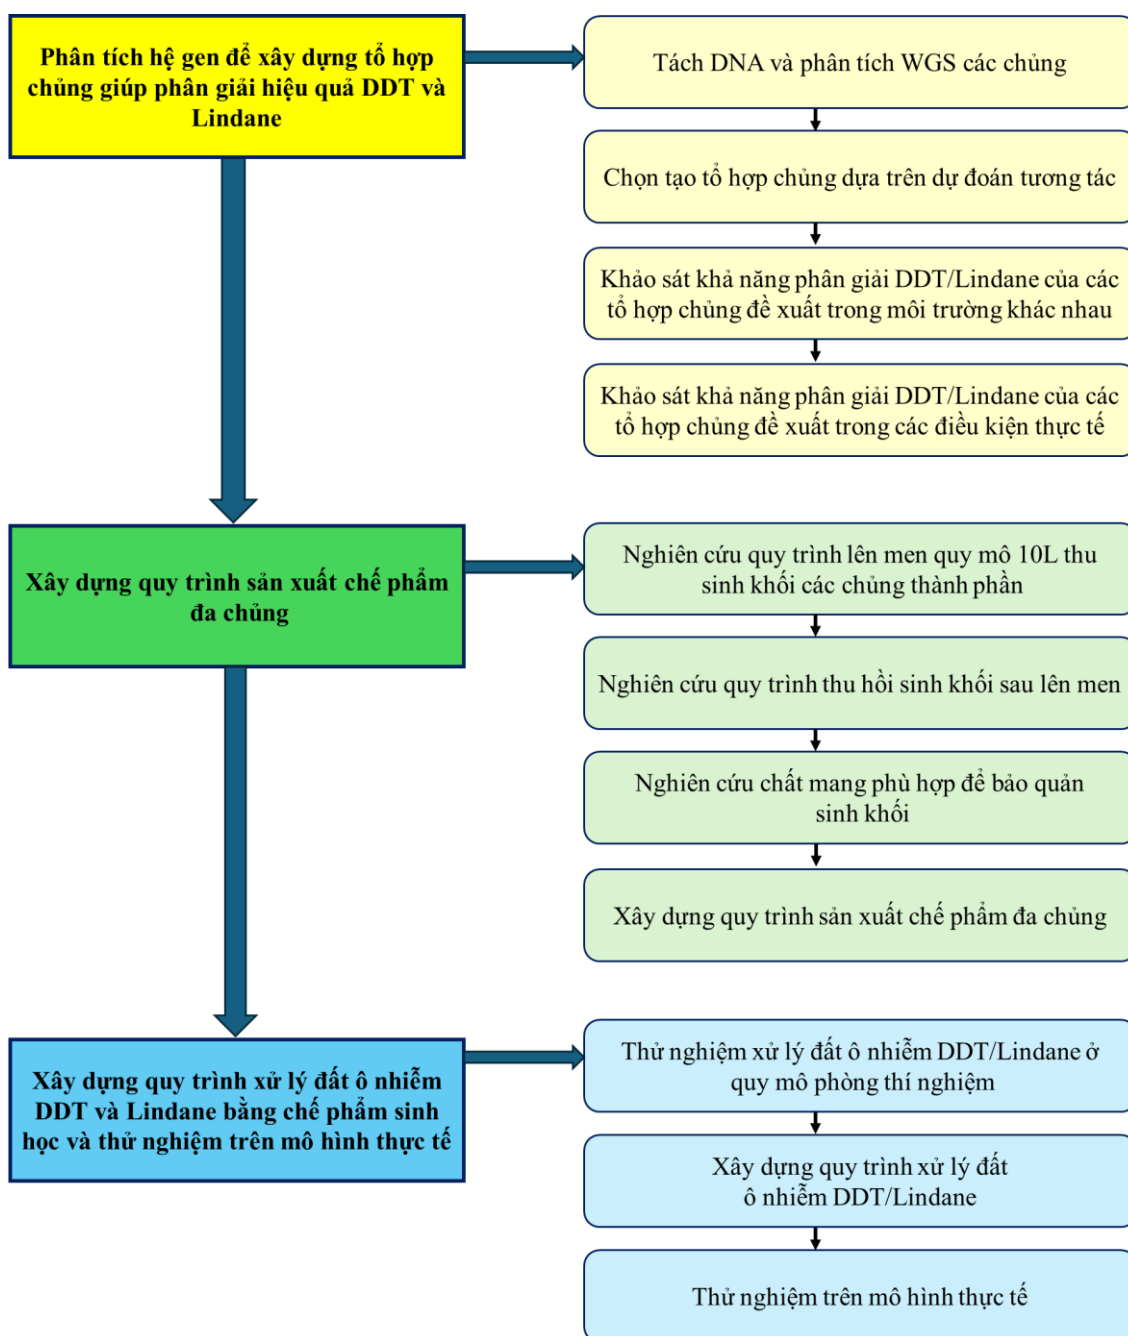 Phân tích hệ gen để xây dựng tổ hợp
chủng giúp phân giải hiệu quả DDT và
Lindane
Tách DNA và phân tích WGS các chủng
Chọn tạo tổ hợp chủng dựa trên dự đoán tương tác
Khảo sát khả năng phân giải DDT/Lindane của các
tổ hợp chủng đề xuất trong môi trường khác nhau
Khảo sát khả năng phân giải DDT/Lindane của các
tổ hợp chủng đề xuất trong các điều kiện thực tế
Xây dựng quy trình sản xuất chế phẩm
đa chủng
Nghiên cứu quy trình lên men quy mô 10L thu
sinh khối các chủng thành phần
Nghiên cứu quy trình thu hồi sinh khối sau lên men
Nghiên cứu chất mang phù hợp để bảo quản
sinh khối
Xây dựng quy trình sản xuất chế phẩm đa chủng
Xây dựng quy trình xử lý đất ô nhiễm
DDT và Lindane bằng chế phẩm sinh
học và thử nghiệm trên mô hình thực tế
Thử nghiệm xử lý đất ô nhiễm DDT/Lindane ở
quy mô phòng thí nghiệm
Xây dựng quy trình xử lý đất
ô nhiễm DDT/Lindane
Thử nghiệm trên mô hình thực tế